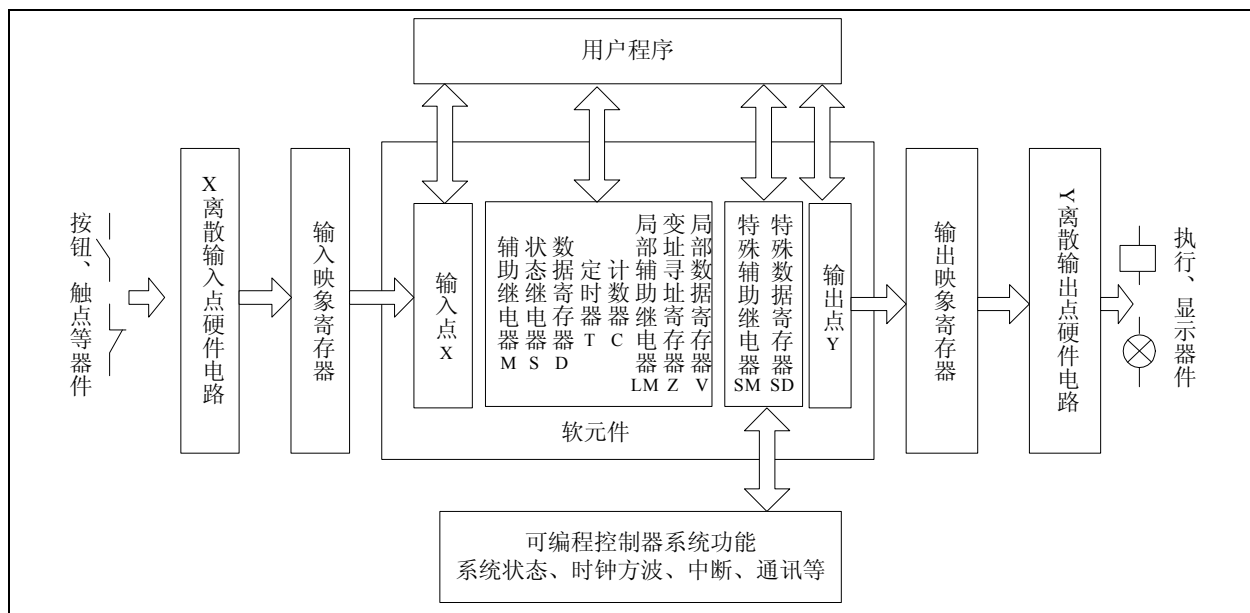 用户程序
按钮、触点等器件
X离散输入点硬件电路
输入映象寄存器
输入点X
辅助继电器M
状态继电器S
数据寄存器D
定时器T
计数器C
局部辅助继电器LM
变址寻址寄存器Z
局部数据寄存器V
特殊辅助继电器SM
特殊数据寄存器SD
输出点Y
软元件
输出映象寄存器
Y离散输出点硬件电路
执行、显示器件
可编程控制器系统功能
系统状态、时钟方波、中断、通讯等